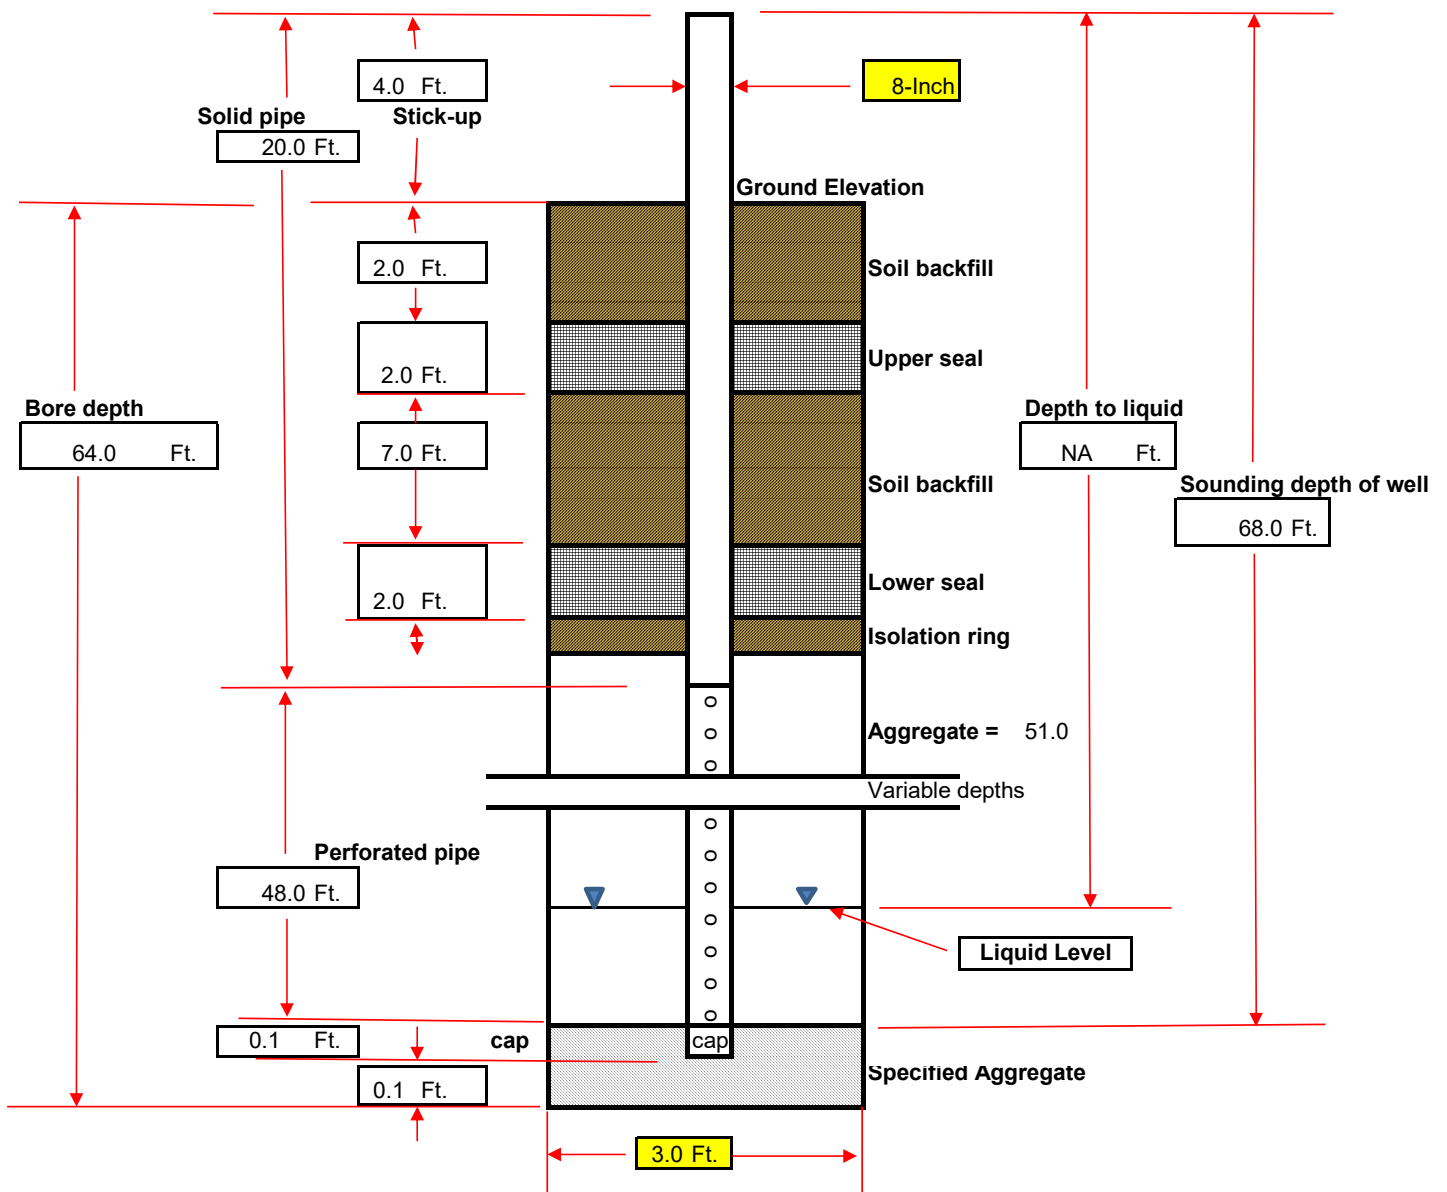 4.0 Ft.
8-Inch
Solid pipe
Stick-up
20.0 Ft.
Ground Elevation
2.0 Ft.
Soil backfill
2.0 Ft.
Upper seal
Bore depth
64.0 Ft.
7.0 Ft.
Depth to liquid
NA Ft.
Soil backfill
Sounding depth of well
68.0 Ft.
2.0 Ft.
Lower seal
Isolation ring
o
o
o
Aggregate = 51.0
Variable depths
o
o
o
o
o
o
o
Perforated pipe
48.0 Ft.
Liquid Level
0.1 Ft.
cap
cap
Specified Aggregate
0.1 Ft.
3.0 Ft.